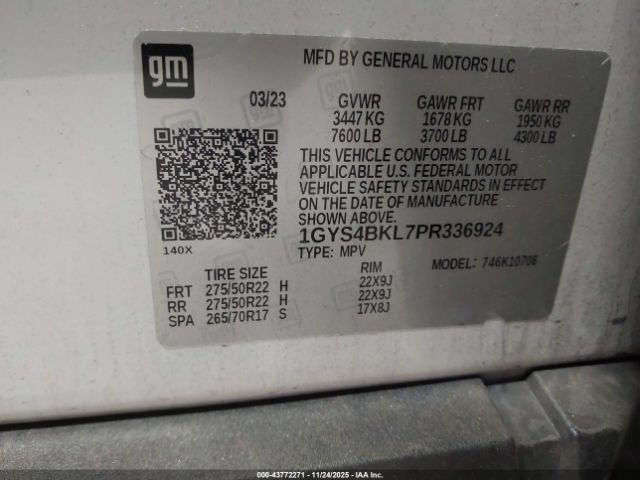 gm
MFD BY GENERAL MOTORS LLC
03/23 GVWR GAWR FRT GAWR RR
3447 KG 1678 KG 1950 KG
7600 LB 3700 LB 4300 LB
THIS VEHICLE CONFORMS TO ALL
APPLICABLE U.S. FEDERAL MOTOR
VEHICLE SAFETY STANDARDS IN EFFECT
ON THE DATE OF MANUFACTURE
SHOWN ABOVE.
1GYS4BKL7PR336924
140X
TYPE: MPV MODEL: 746K10706
TIRE SIZE RIM
FRT 275/50R22 H 22X9J
RR 275/50R22 H 22X9J
SPA 265/70R17 S 17X8J
000-43772271 - 11/24/2025 - IAA Inc.